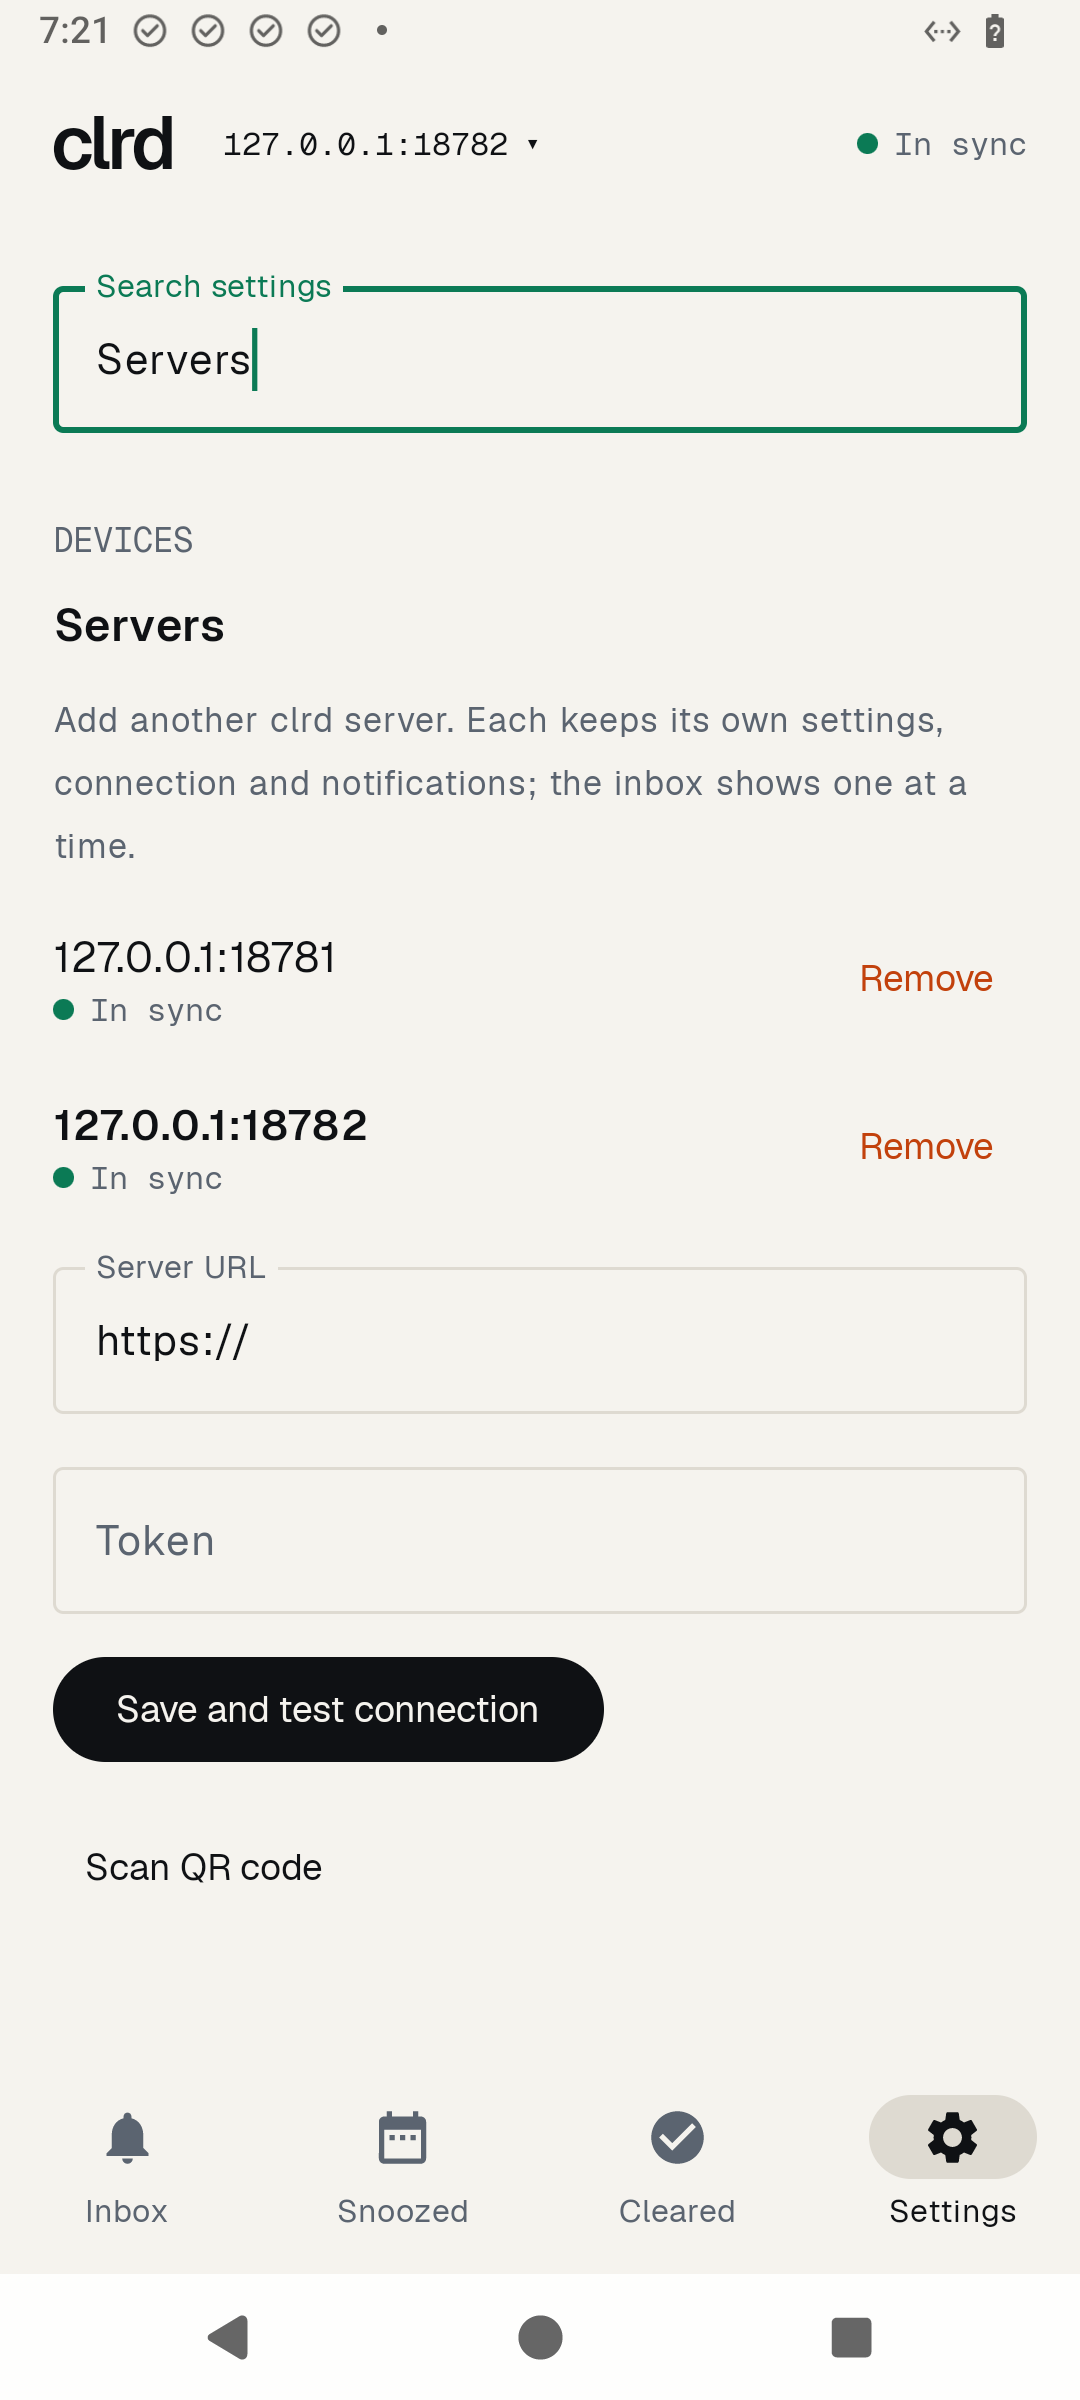 7:21
clrd
127.0.0.1:18782 ▾
In sync
Search settings
Servers
DEVICES
Servers
Add another clrd server. Each keeps its own settings,
connection and notifications; the inbox shows one at a
time.
127.0.0.1:18781
In sync
Remove
127.0.0.1:18782
In sync
Remove
Server URL
https://
Token
Save and test connection
Scan QR code
Inbox
Snoozed
Cleared
Settings